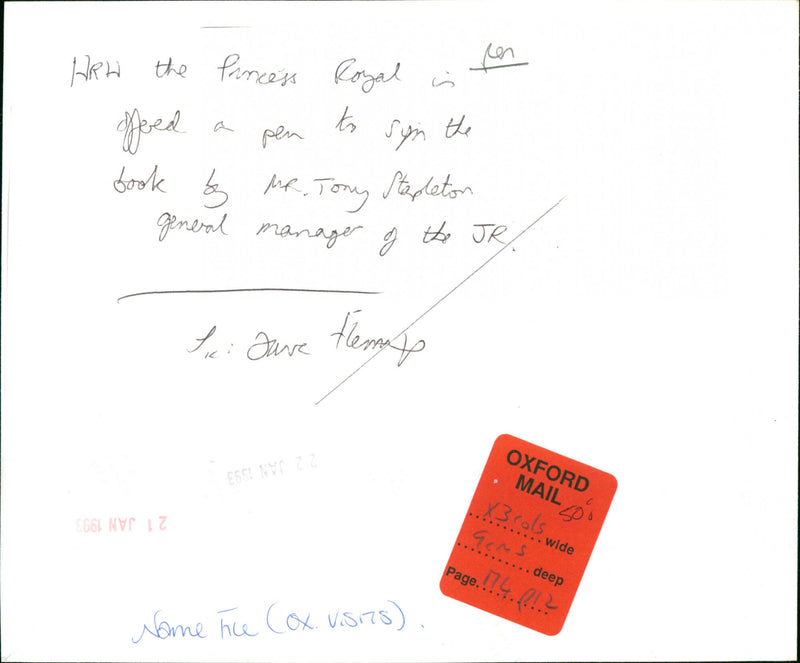 pen
HRH the Princess Royal is
offered a pen to sign the
book by MR. Tony Stapleton
general manager of the JR.
Pic: Dave Fleming
22 JAN 1993
21 JAN 1993
OXFORD
MAIL
X3cols wide
9cms deep
Page P12
Name File (OX. VISITS).